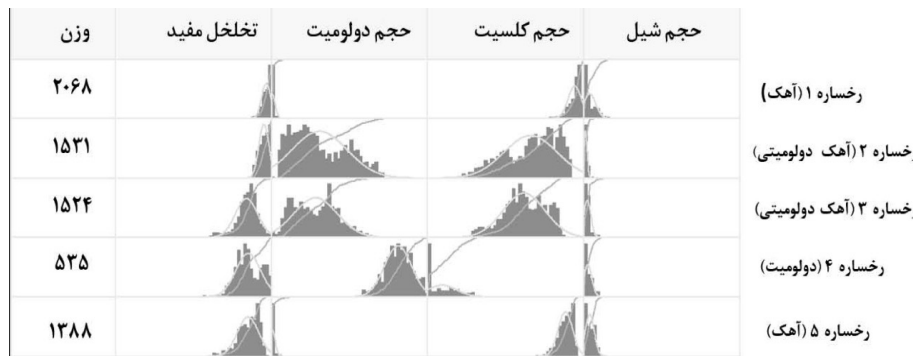 حجم شیل	حجم کلسیت	حجم دولومیت	تخلخل مفید	وزن
رخساره ۱ (آهک)	۲۰۶۸
رخساره ۲ (آهک دولومیتی)	۱۵۳۱
رخساره ۳ (آهک دولومیتی)	۱۵۲۴
رخساره ۴ (دولومیت)	۵۳۵
رخساره ۵ (آهک)	۱۳۸۸